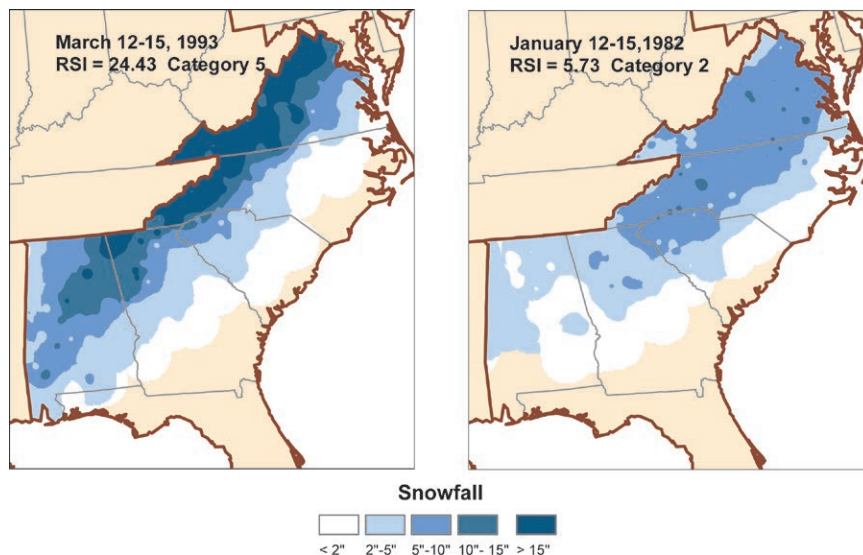 March 12-15, 1993
RSI = 24.43 Category 5
January 12-15,1982
RSI = 5.73 Category 2
Snowfall
< 2" 2"-5" 5"-10" 10"- 15" > 15"